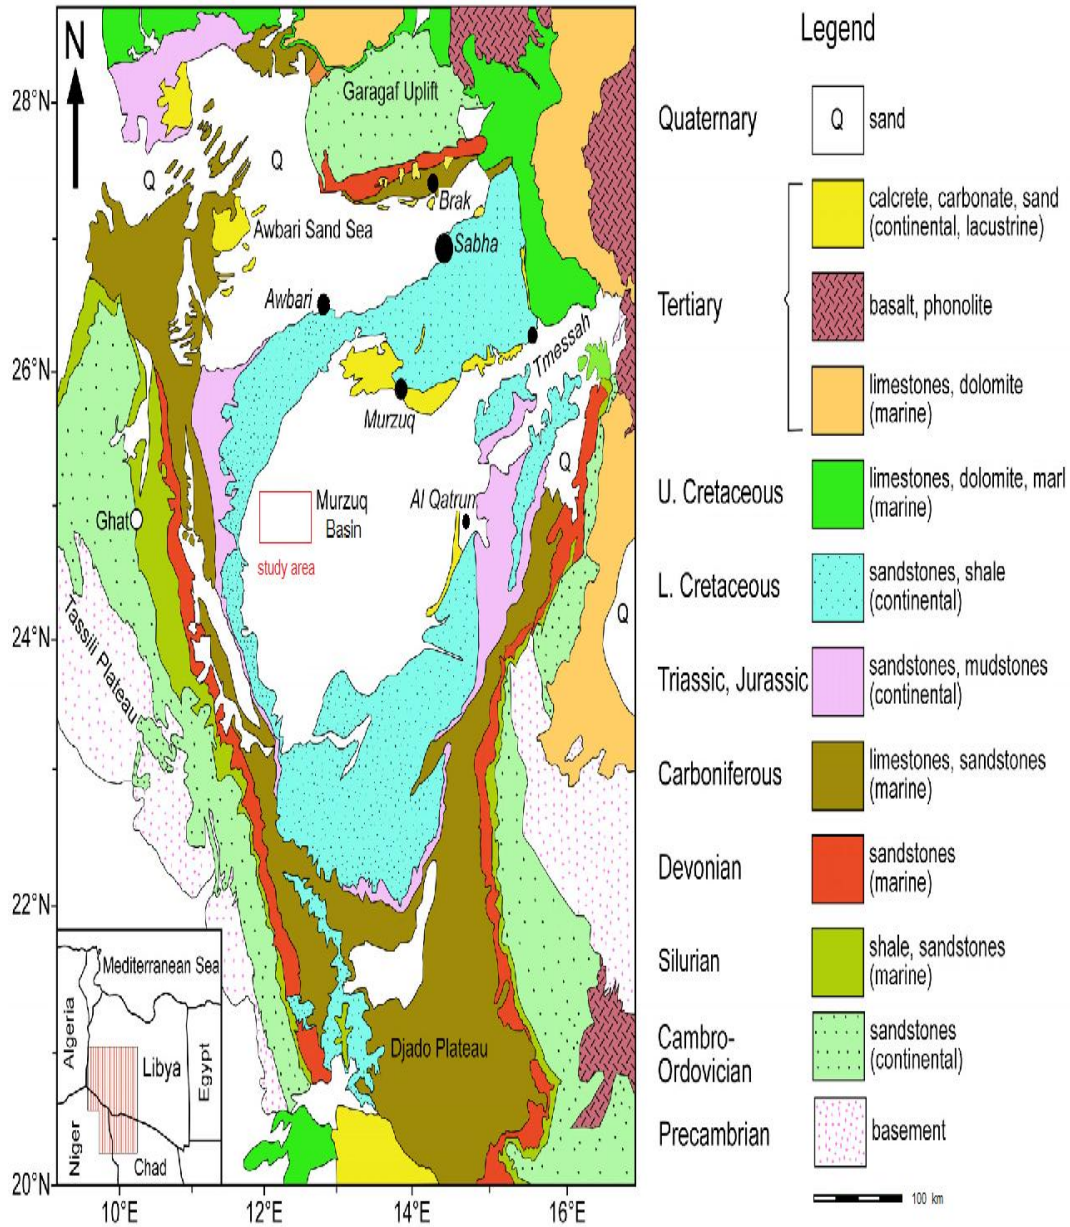 N
28°N
26°N
24°N
22°N
20°N
10°E
12°E
14°E
16°E
Garagaf Uplift
Q
Q
Brak
Awbari Sand Sea
Sabha
Awbari
Tmessah
Murzuq
Q
Ghat
Murzuq
Basin
study area
Al Qatrun
Q
Tassili Plateau
Djado Plateau
Mediterranean Sea
Algeria
Libya
Egypt
Niger
Chad
Legend
Quaternary
Q
sand
Tertiary
calcrete, carbonate, sand
(continental, lacustrine)
basalt, phonolite
limestones, dolomite
(marine)
U. Cretaceous
limestones, dolomite, marl
(marine)
L. Cretaceous
sandstones, shale
(continental)
Triassic, Jurassic
sandstones, mudstones
(continental)
Carboniferous
limestones, sandstones
(marine)
Devonian
sandstones
(marine)
Silurian
shale, sandstones
(marine)
Cambro-
Ordovician
sandstones
(continental)
Precambrian
basement
100 km